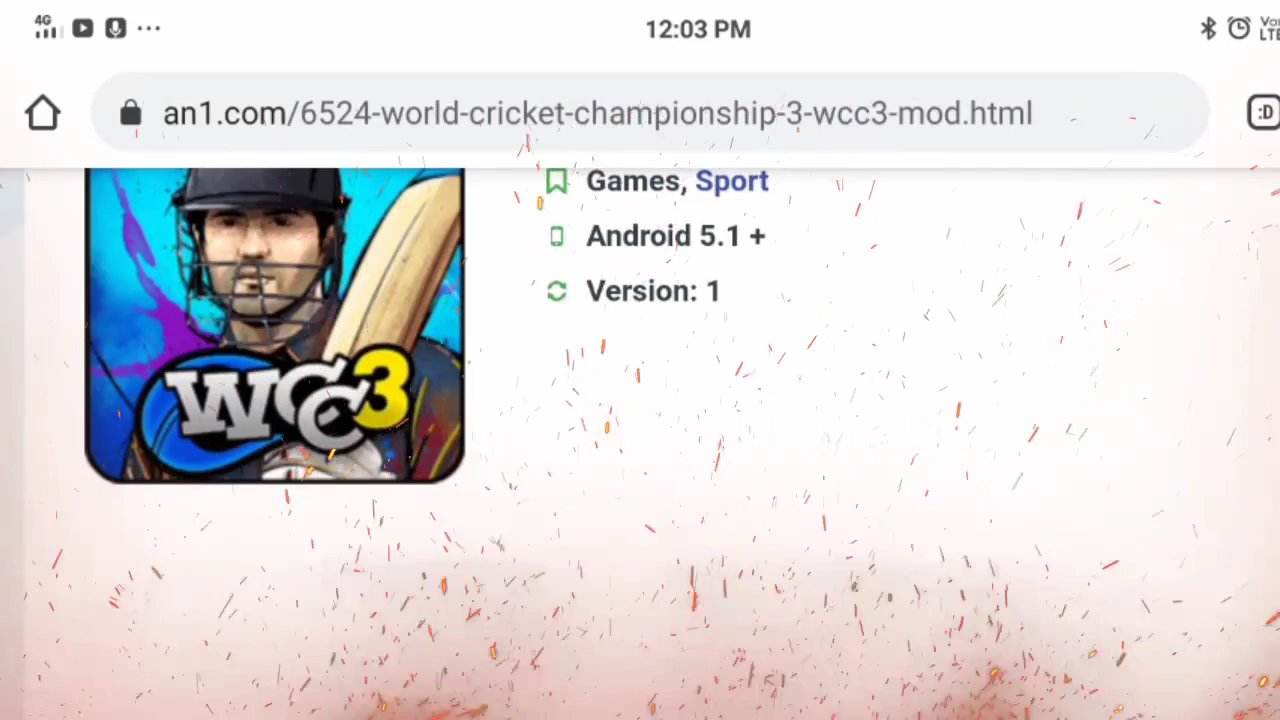 4G 12:03 PM
an1.com/6524-world-cricket-championship-3-wcc3-mod.html :D
Games, Sport
Android 5.1 +
Version: 1
WCC3